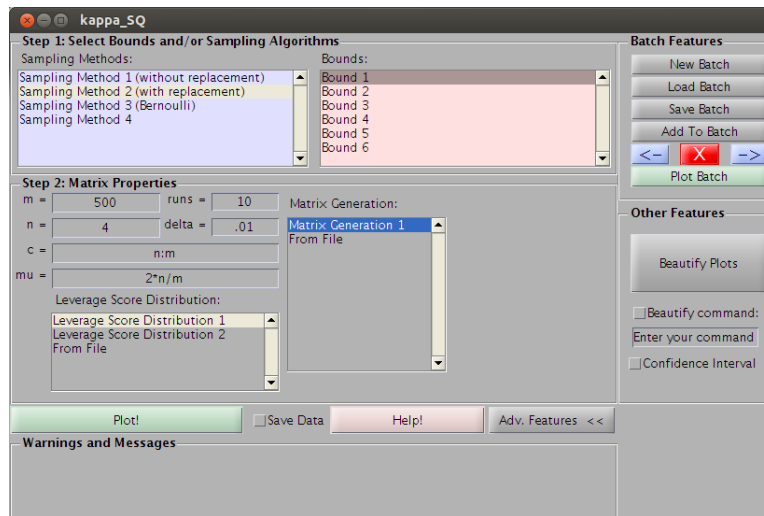 kappa_SQ
Step 1: Select Bounds and/or Sampling Algorithms
Sampling Methods:
Sampling Method 1 (without replacement)
Sampling Method 2 (with replacement)
Sampling Method 3 (Bernoulli)
Sampling Method 4
Bounds:
Bound 1
Bound 2
Bound 3
Bound 4
Bound 5
Bound 6
Step 2: Matrix Properties
m = 500 runs = 10
n = 4 delta = .01
c = n:m
mu = 2*n/m
Leverage Score Distribution:
Leverage Score Distribution 1
Leverage Score Distribution 2
From File
Matrix Generation:
Matrix Generation 1
From File
Plot!
Save Data
Help!
Adv. Features <<
Warnings and Messages
Batch Features
New Batch
Load Batch
Save Batch
Add To Batch
<- X ->
Plot Batch
Other Features
Beautify Plots
Beautify command:
Enter your command
Confidence Interval